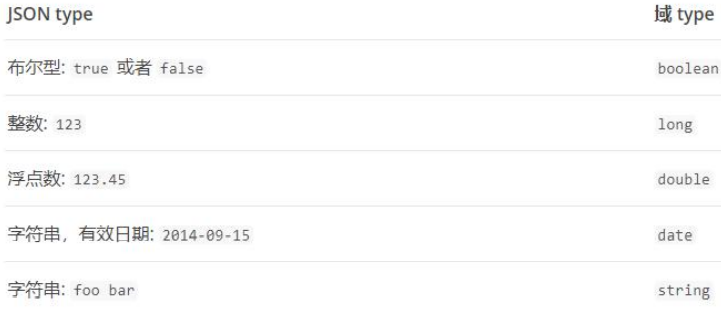 JSON type 域 type
布尔型: true 或者 false boolean
整数: 123 long
浮点数: 123.45 double
字符串，有效日期: 2014-09-15 date
字符串: foo bar string